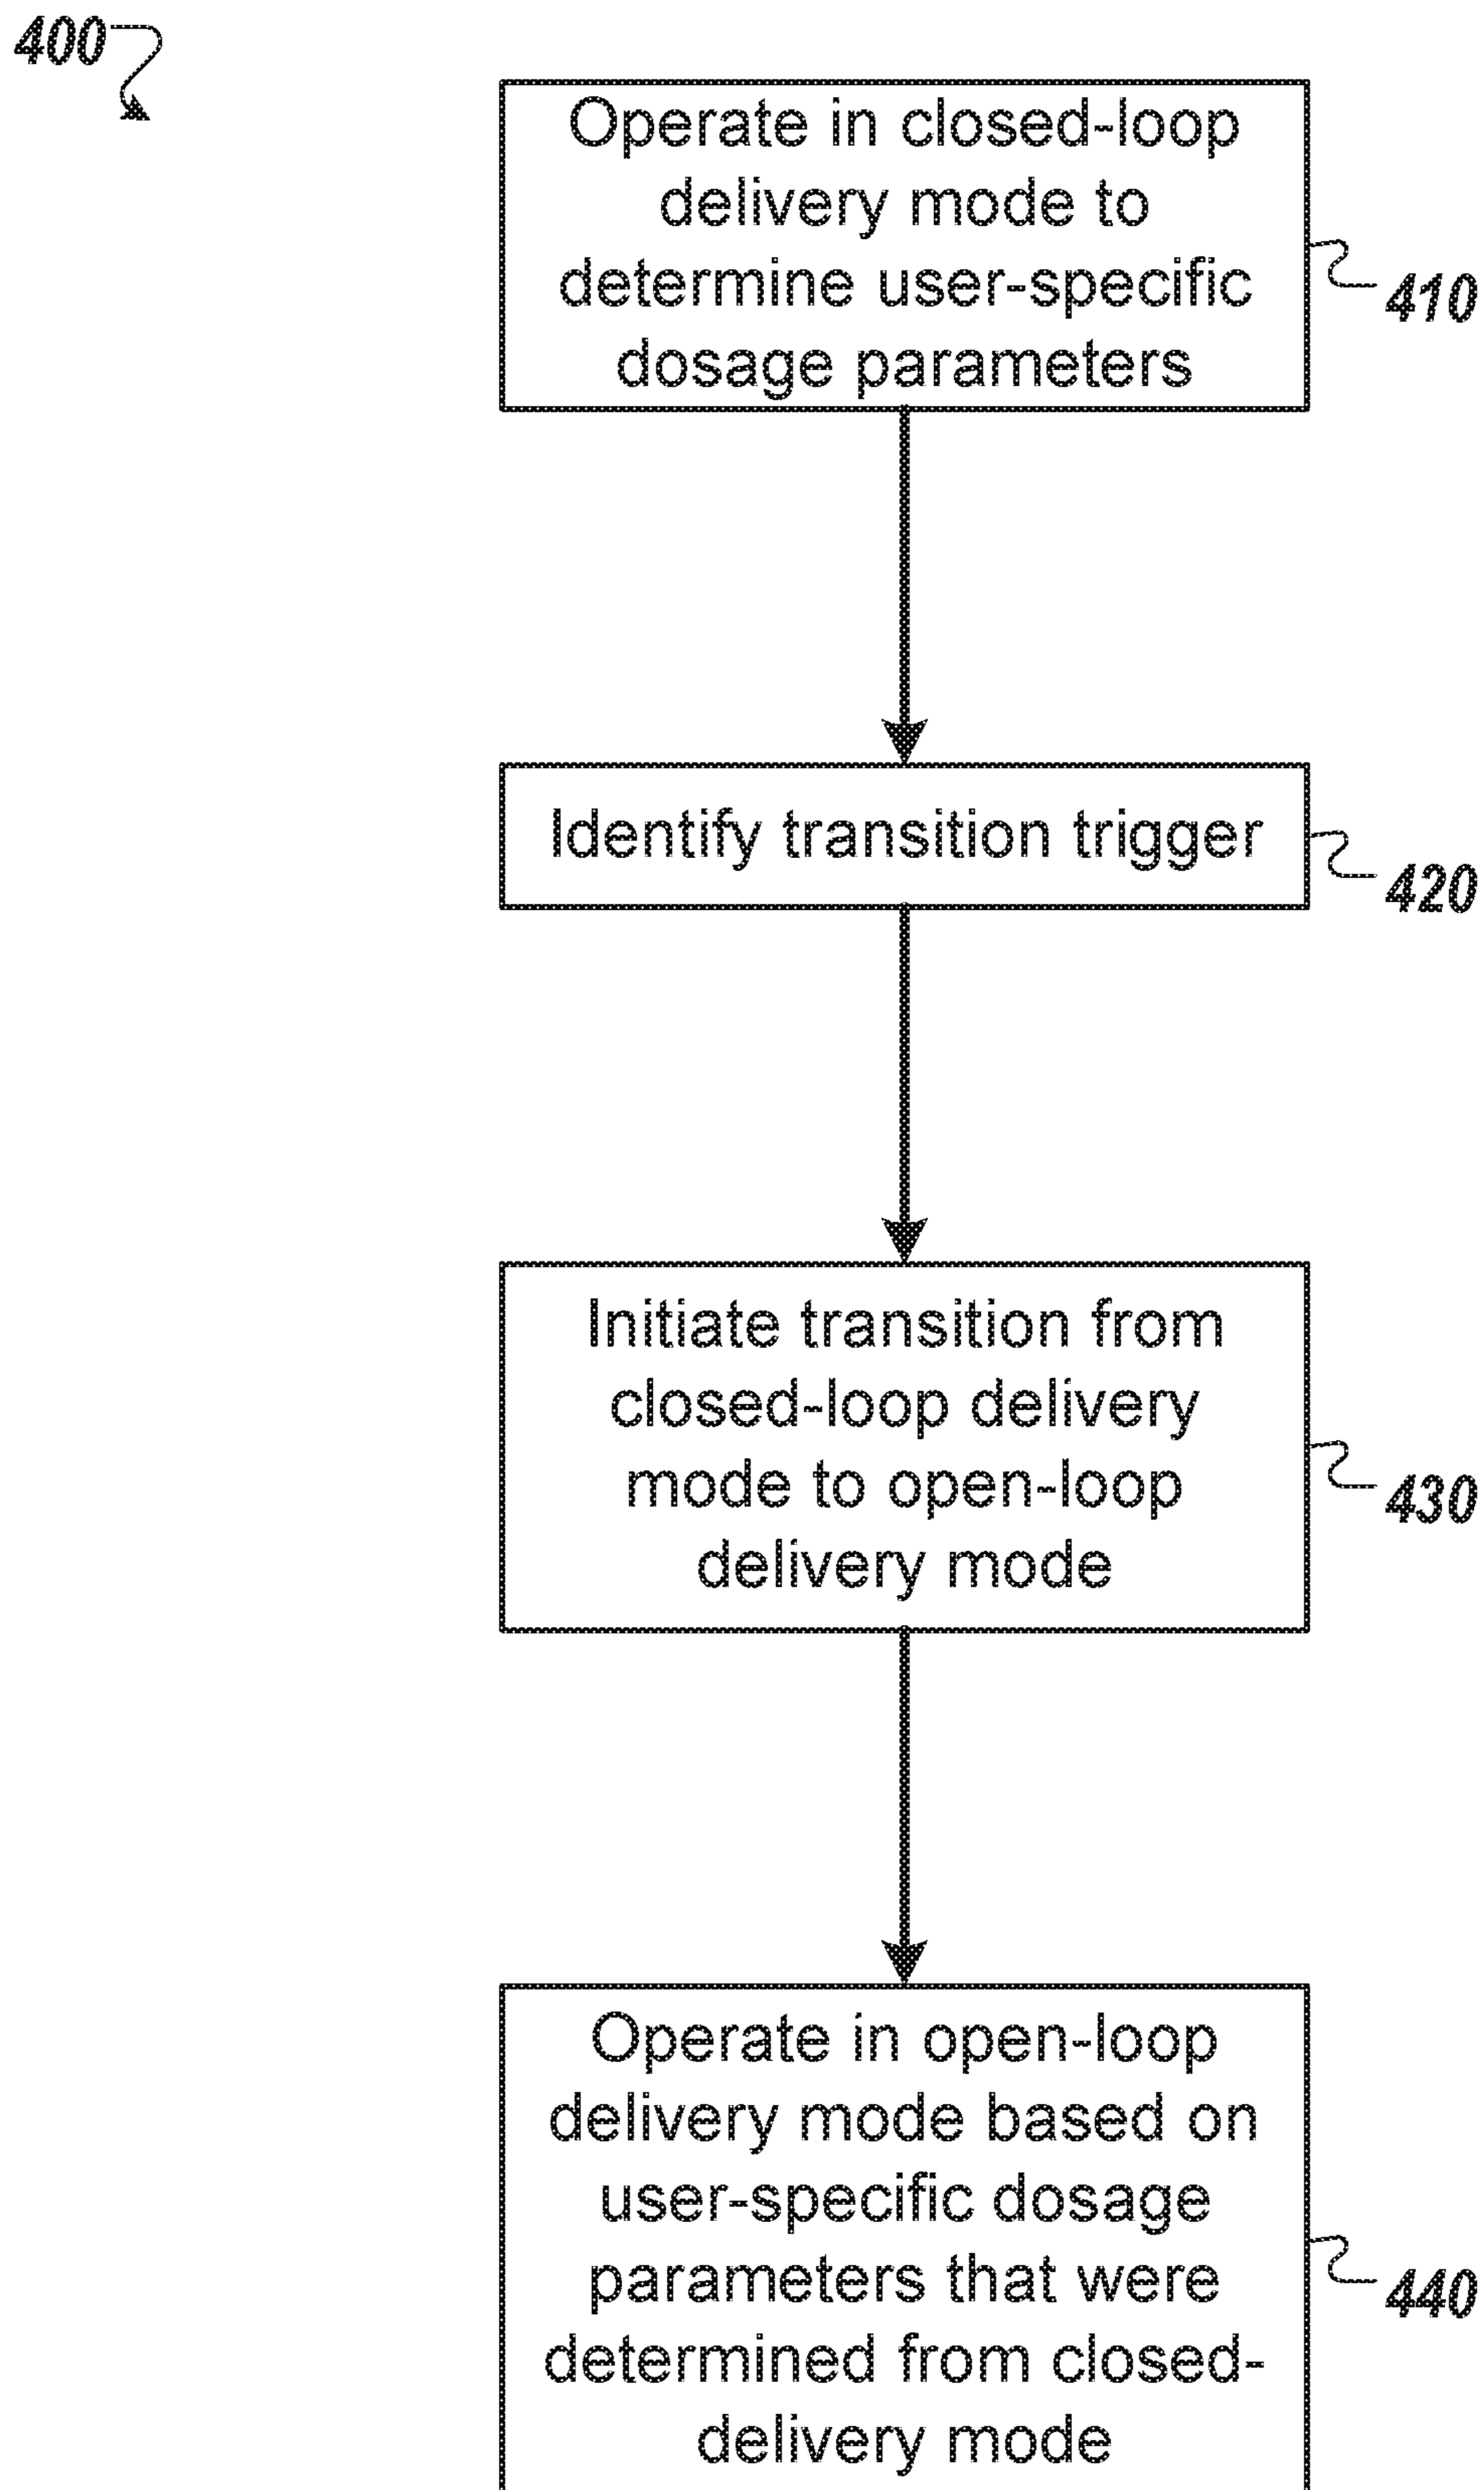 400
Operate in closed-loop
delivery mode to
determine user-specific
dosage parameters
410
Identify transition trigger
420
Initiate transition from
closed-loop delivery
mode to open-loop
delivery mode
430
Operate in open-loop
delivery mode based on
user-specific dosage
parameters that were
determined from closed-
delivery mode
440